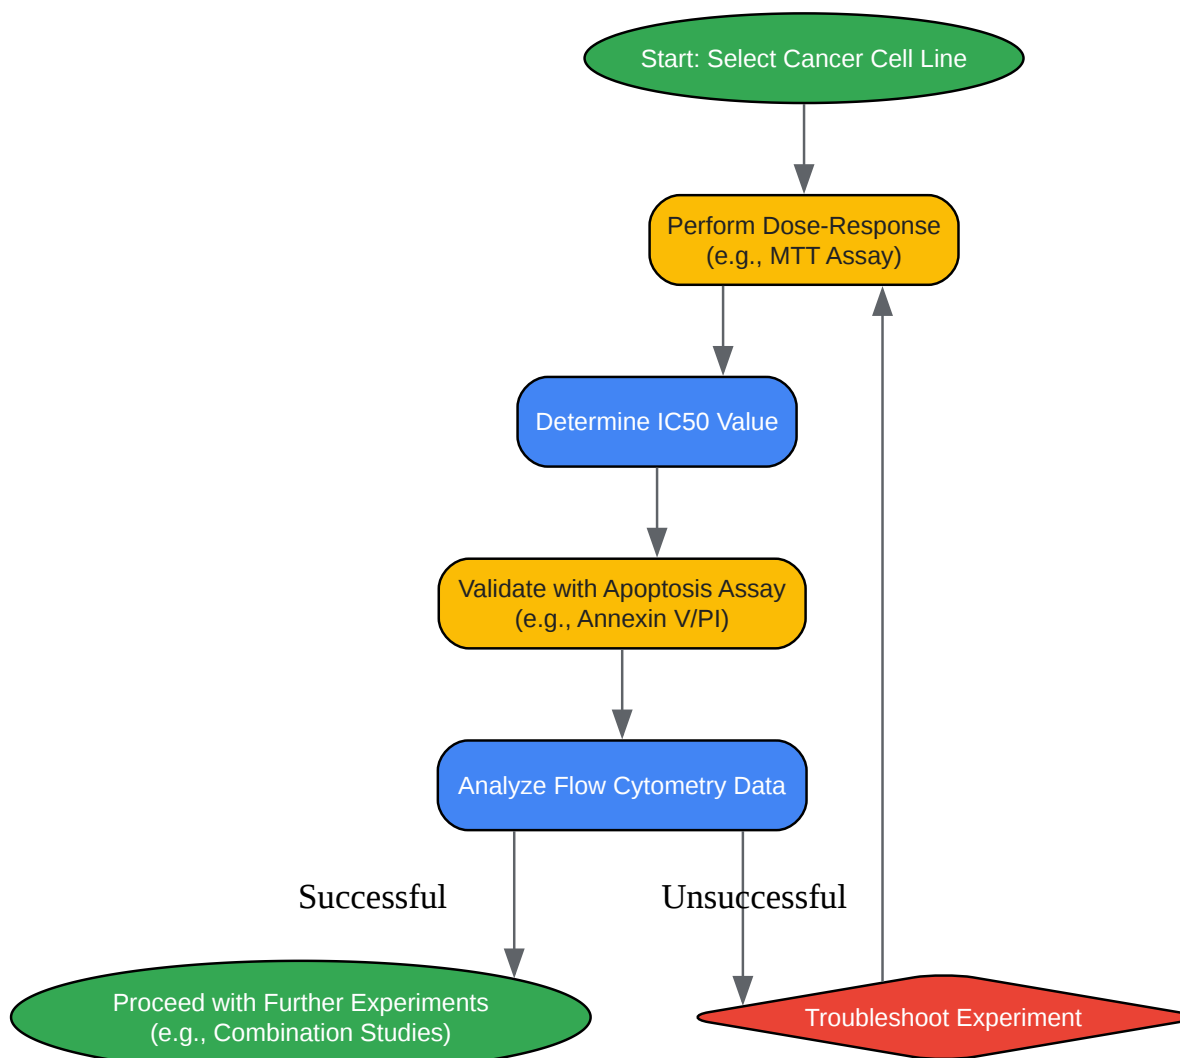 Start: Select Cancer Cell Line
Perform Dose-Response
(e.g., MTT Assay)
Determine IC50 Value
Validate with Apoptosis Assay
(e.g., Annexin V/PI)
Analyze Flow Cytometry Data
Successful
Unsuccessful
Proceed with Further Experiments
(e.g., Combination Studies)
Troubleshoot Experiment